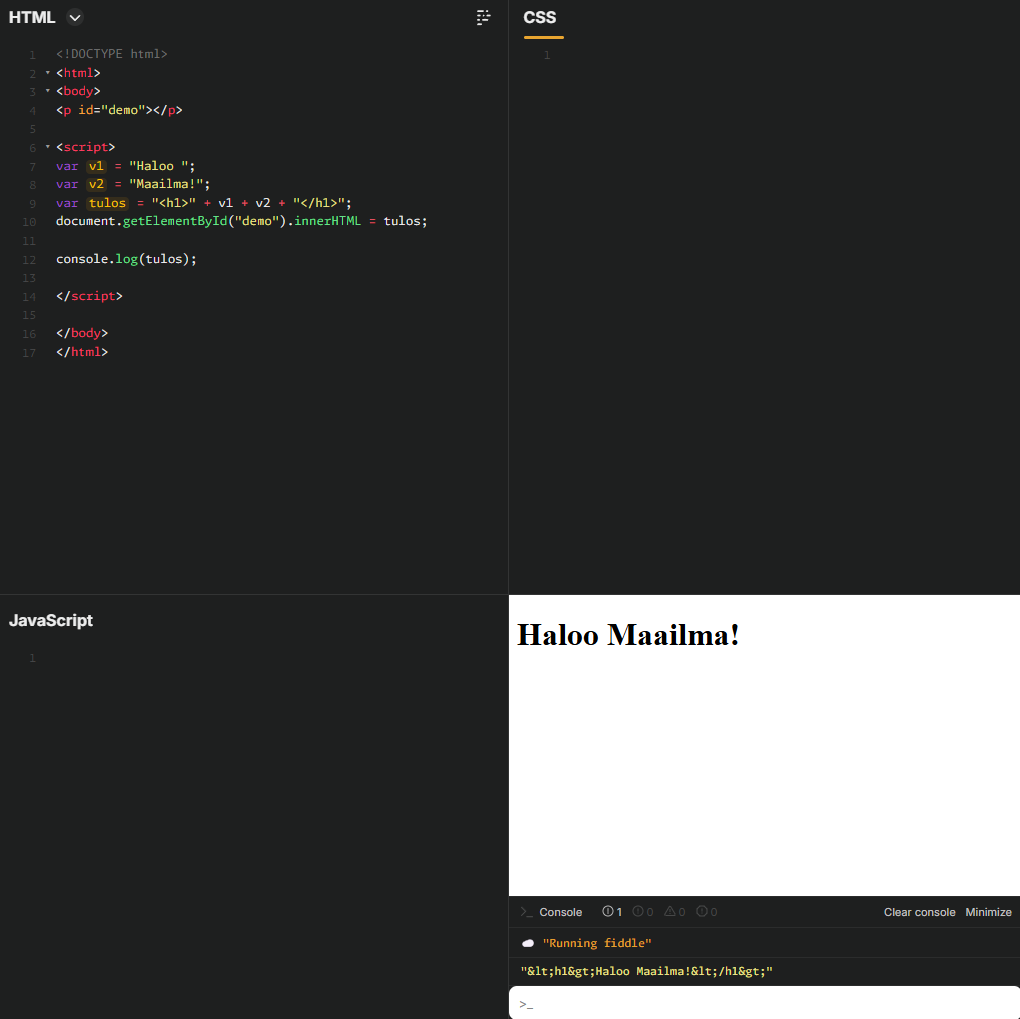 HTML
1 <!DOCTYPE html>
2 <html>
3 <body>
4 <p id="demo"></p>
5
6 <script>
7 var v1 = "Haloo ";
8 var v2 = "Maailma!";
9 var tulos = "<h1>" + v1 + v2 + "</h1>";
10 document.getElementById("demo").innerHTML = tulos;
11
12 console.log(tulos);
13
14 </script>
15
16 </body>
17 </html>
CSS
1
JavaScript
1
Haloo Maailma!
>_ Console 1 0 0 0 Clear console Minimize
"Running fiddle"
"&lt;h1&gt;Haloo Maailma!&lt;/h1&gt;"
>_